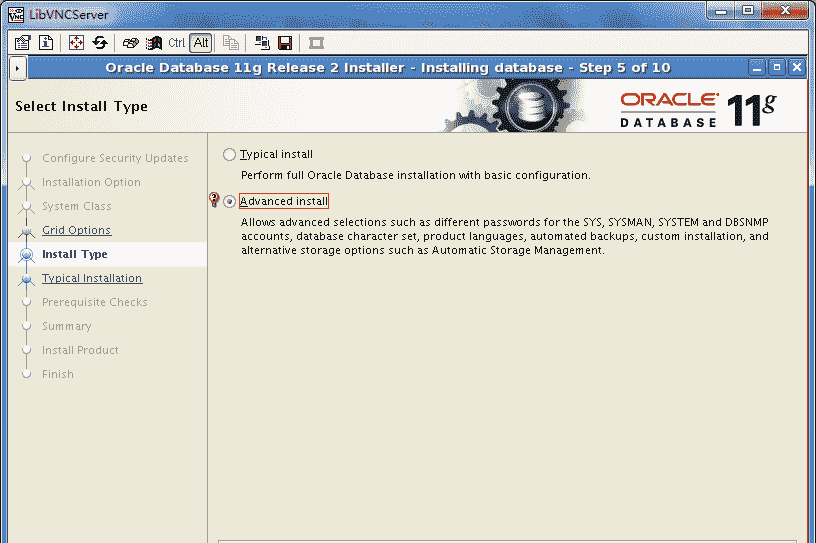 LibVNCServer
Ctrl Alt
Oracle Database 11g Release 2 Installer - Installing database - Step 5 of 10
Select Install Type
ORACLE
DATABASE 11g
Configure Security Updates
Installation Option
System Class
Grid Options
Install Type
Typical Installation
Prerequisite Checks
Summary
Install Product
Finish
Typical install
Perform full Oracle Database installation with basic configuration.
Advanced install
Allows advanced selections such as different passwords for the SYS, SYSMAN, SYSTEM and DBSNMP
accounts, database character set, product languages, automated backups, custom installation, and
alternative storage options such as Automatic Storage Management.